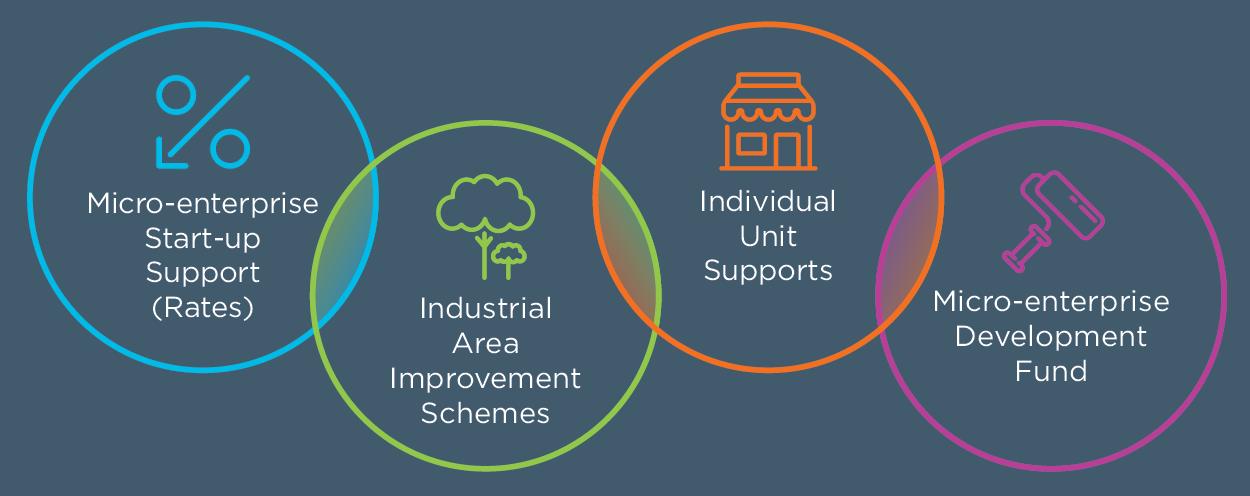 Micro-enterprise
Start-up
Support
(Rates)
Industrial
Area
Improvement
Schemes
Individual
Unit
Supports
Micro-enterprise
Development
Fund